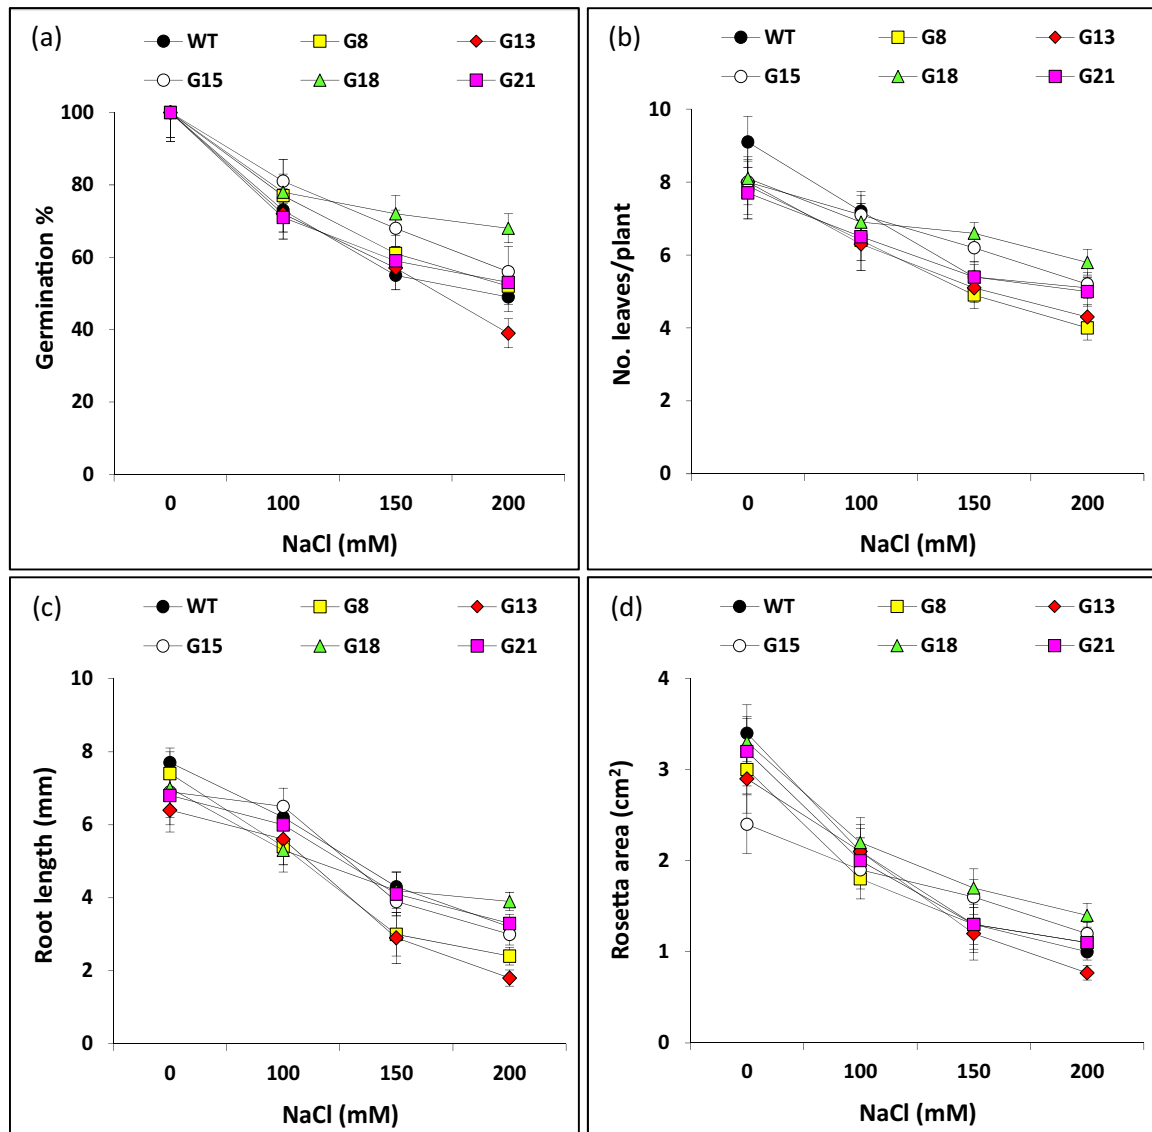 (a)
WT G8 G13
G15 G18 G21
100
80
60
40
20
0
Germination %
0 100 150 200
NaCl (mM)
(b)
WT G8 G13
G15 G18 G21
10
8
6
4
2
0
No. leaves/plant
0 100 150 200
NaCl (mM)
(c)
WT G8 G13
G15 G18 G21
10
8
6
4
2
0
Root length (mm)
0 100 150 200
NaCl (mM)
(d)
WT G8 G13
G15 G18 G21
4
3
2
1
0
Rosetta area (cm²)
0 100 150 200
NaCl (mM)